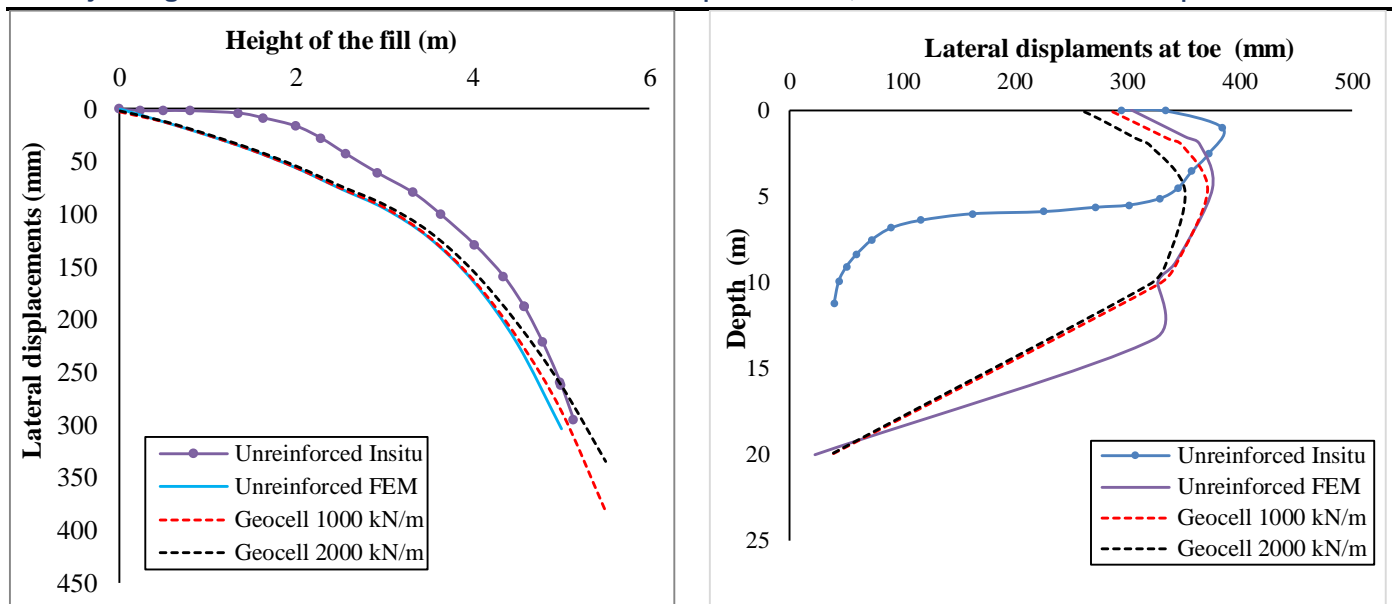 Height of the fill (m)
0 2 4 6
0
50
100
150
200
250
300
350
400
450
Lateral displacements (mm)
Unreinforced Insitu
Unreinforced FEM
Geocell 1000 kN/m
Geocell 2000 kN/m
Lateral displaments at toe (mm)
0 100 200 300 400 500
0
5
10
15
20
25
Depth (m)
Unreinforced Insitu
Unreinforced FEM
Geocell 1000 kN/m
Geocell 2000 kN/m